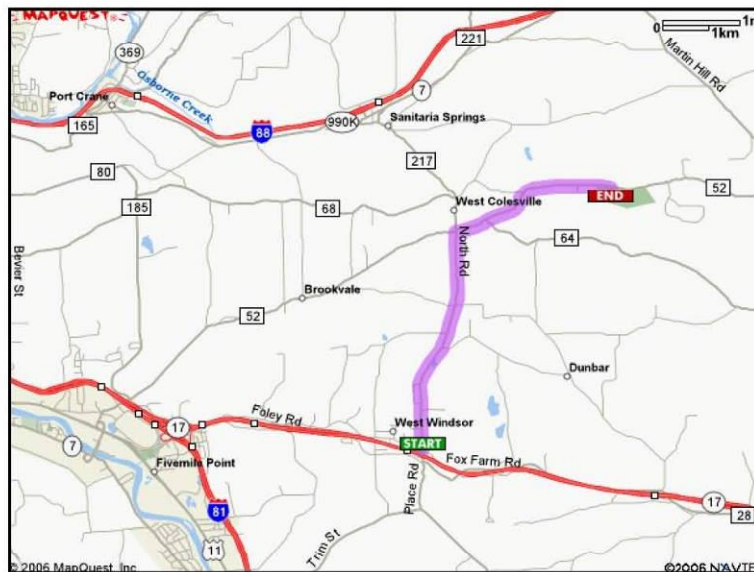 MAPQUEST
221
0 1m
1km
Martin Hill Rd
369
Osborne Creek
7
Port Crane
165
88
990K
Sanitaria Springs
217
80
END
52
185
68
West Colesville
64
Bevier St
North Rd
Brookvale
52
Dunbar
Foley Rd
West Windsor
17
START
7
Fivemile Point
Fox Farm Rd
Place Rd
81
17
28
11
Trim St
©2006 MapQuest, Inc
©2006 NAVTE